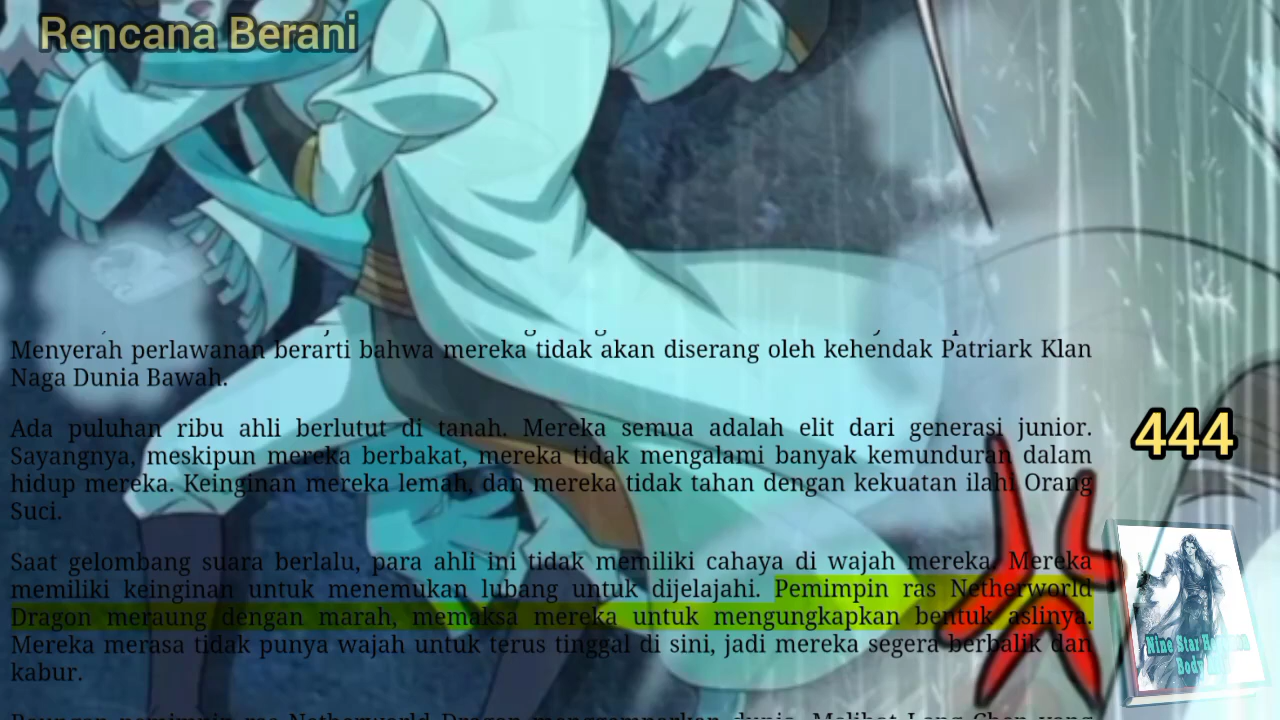 Rencana Berani
Menyerah perlawanan berarti bahwa mereka tidak akan diserang oleh kehendak Patriark Klan
Naga Dunia Bawah.
Ada puluhan ribu ahli berlutut di tanah. Mereka semua adalah elit dari generasi junior.
Sayangnya, meskipun mereka berbakat, mereka tidak mengalami banyak kemunduran dalam
hidup mereka. Keinginan mereka lemah, dan mereka tidak tahan dengan kekuatan ilahi Orang
Suci.
444
Saat gelombang suara berlalu, para ahli ini tidak memiliki cahaya di wajah mereka. Mereka
memiliki keinginan untuk menemukan lubang untuk dijelajahi. Pemimpin ras Netherworld
Dragon meraung dengan marah, memaksa mereka untuk mengungkapkan bentuk aslinya.
Mereka merasa tidak punya wajah untuk terus tinggal di sini, jadi mereka segera berbalik dan
kabur.
Nine Star
Body